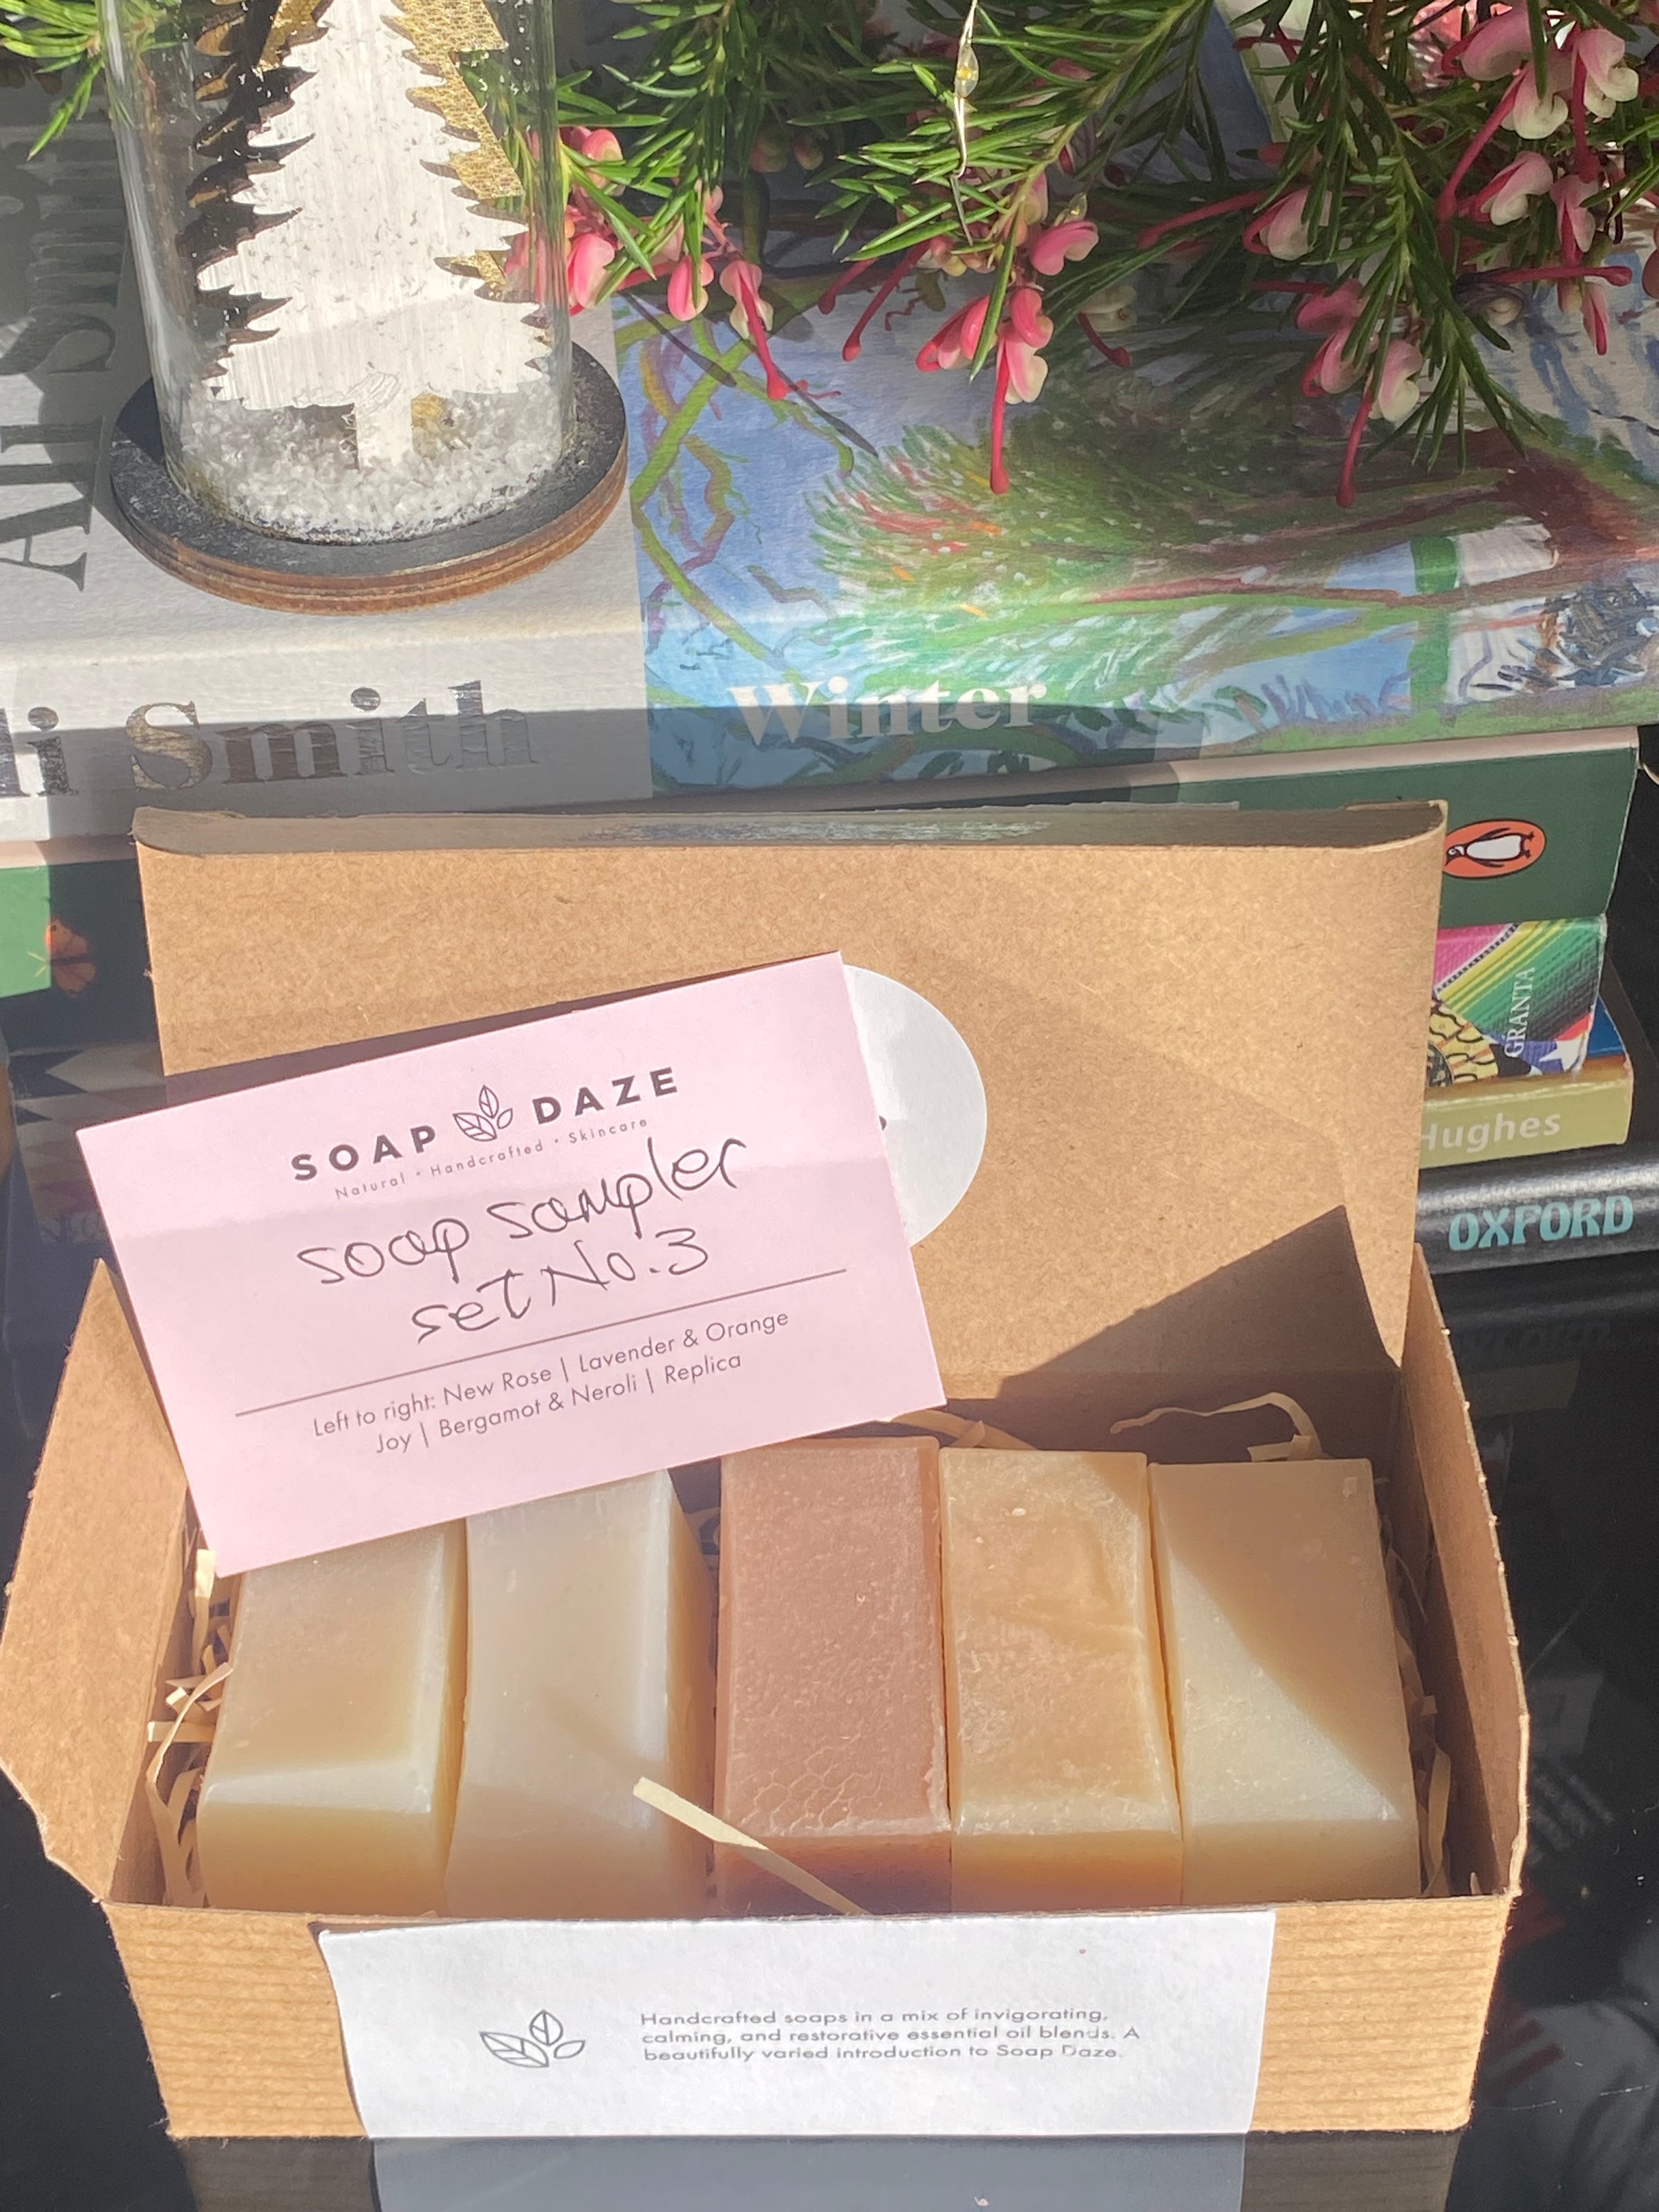 Ali Smith
li Smith
Winter
GRANTA
Hughes
OXFORD
SOAP DAZE
Natural • Handcrafted • Skincare
soap sampler
set No.3
Left to right: New Rose | Lavender & Orange
Joy | Bergamot & Neroli | Replica
Handcrafted soaps in a mix of invigorating,
calming, and restorative essential oil blends. A
beautifully varied introduction to Soap Daze.